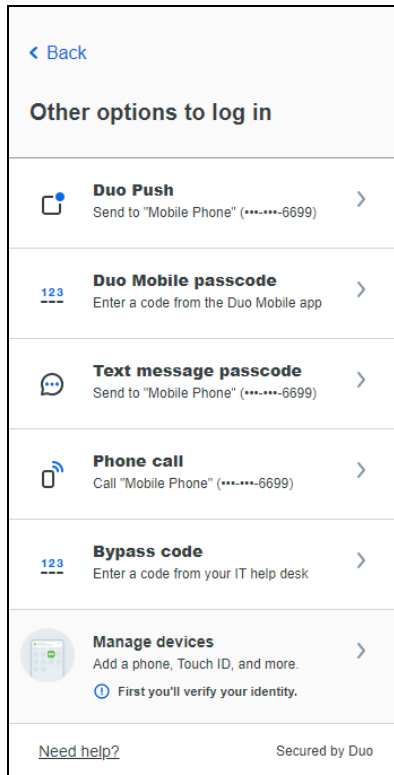 Back
Other options to log in
Duo Push
Send to "Mobile Phone" (•••-•••-6699)
123
Duo Mobile passcode
Enter a code from the Duo Mobile app
Text message passcode
Send to "Mobile Phone" (•••-•••-6699)
Phone call
Call "Mobile Phone" (•••-•••-6699)
123
Bypass code
Enter a code from your IT help desk
Manage devices
Add a phone, Touch ID, and more.
First you'll verify your identity.
Need help?
Secured by Duo